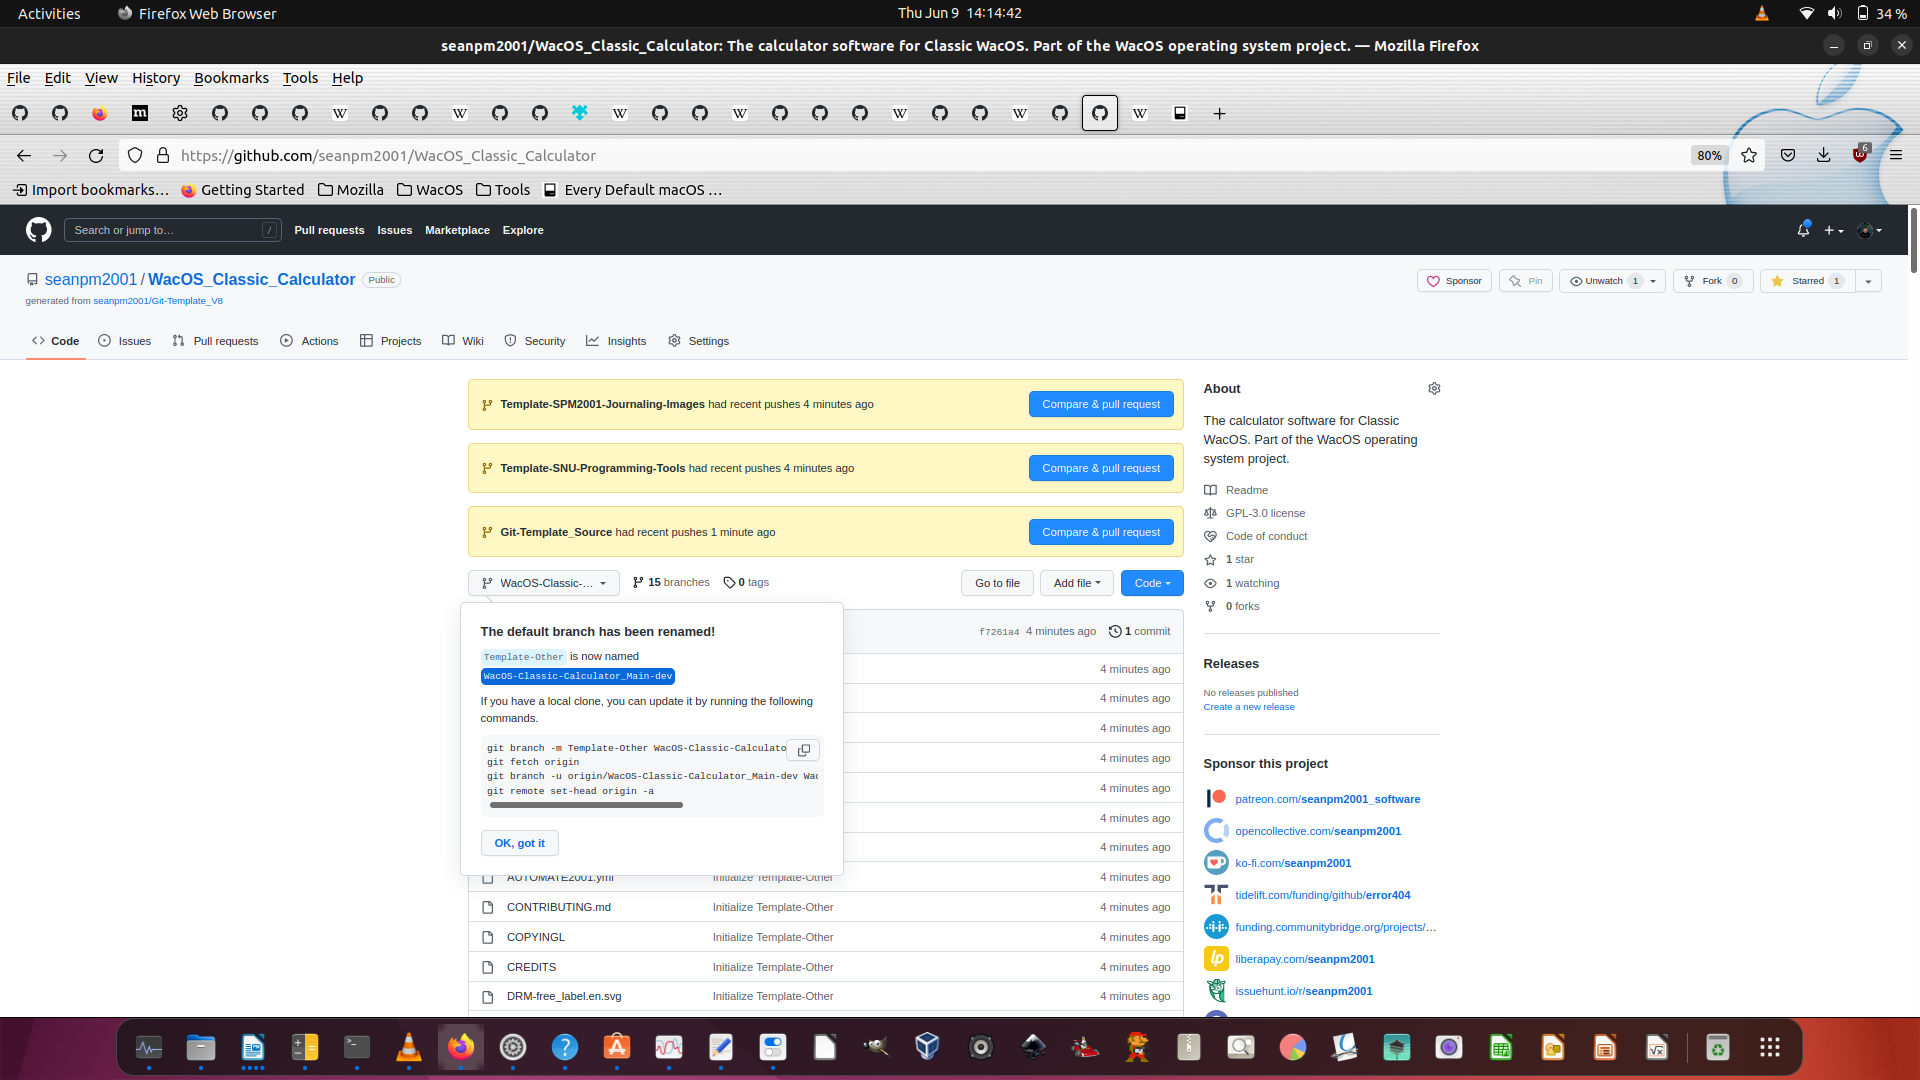 Activities
Firefox Web Browser
Thu Jun 9 14:14:42
34 %
seanpm2001/WacOS_Classic_Calculator: The calculator software for Classic WacOS. Part of the WacOS operating system project. — Mozilla Firefox
File Edit View History Bookmarks Tools Help
https://github.com/seanpm2001/WacOS_Classic_Calculator
80%
6
Import bookmarks… Getting Started Mozilla WacOS Tools Every Default macOS …
Search or jump to… /
Pull requests Issues Marketplace Explore
seanpm2001 / WacOS_Classic_Calculator Public
generated from seanpm2001/Git-Template_V8
Sponsor Pin Unwatch 1 Fork 0 Starred 1
Code Issues Pull requests Actions Projects Wiki Security Insights Settings
Template-SPM2001-Journaling-Images had recent pushes 4 minutes ago
Compare & pull request
Template-SNU-Programming-Tools had recent pushes 4 minutes ago
Compare & pull request
Git-Template_Source had recent pushes 1 minute ago
Compare & pull request
WacOS-Classic-... 15 branches 0 tags
Go to file Add file Code
The default branch has been renamed!
Template-Other is now named
WacOS-Classic-Calculator_Main-dev
If you have a local clone, you can update it by running the following
commands.
git branch -m Template-Other WacOS-Classic-Calculato
git fetch origin
git branch -u origin/WacOS-Classic-Calculator_Main-dev Wac
git remote set-head origin -a
OK, got it
f7261a4 4 minutes ago 1 commit
4 minutes ago
4 minutes ago
4 minutes ago
4 minutes ago
4 minutes ago
4 minutes ago
4 minutes ago
AUTOMATE2001.yml Initialize Template-Other 4 minutes ago
CONTRIBUTING.md Initialize Template-Other 4 minutes ago
COPYINGL Initialize Template-Other 4 minutes ago
CREDITS Initialize Template-Other 4 minutes ago
DRM-free_label.en.svg Initialize Template-Other 4 minutes ago
About
The calculator software for Classic
WacOS. Part of the WacOS operating
system project.
Readme
GPL-3.0 license
Code of conduct
1 star
1 watching
0 forks
Releases
No releases published
Create a new release
Sponsor this project
patreon.com/seanpm2001_software
opencollective.com/seanpm2001
ko-fi.com/seanpm2001
tidelift.com/funding/github/error404
funding.communitybridge.org/projects/…
liberapay.com/seanpm2001
issuehunt.io/r/seanpm2001